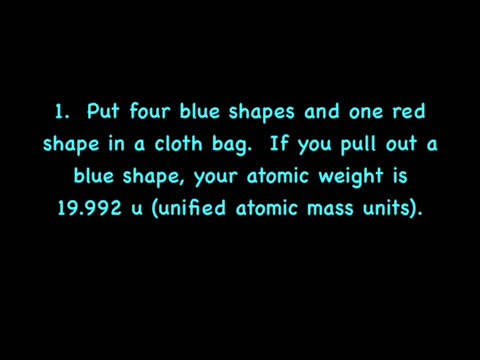 1.  Put four blue shapes and one red
shape in a cloth bag.  If you pull out a
blue shape, your atomic weight is
19.992 u (unified atomic mass units).